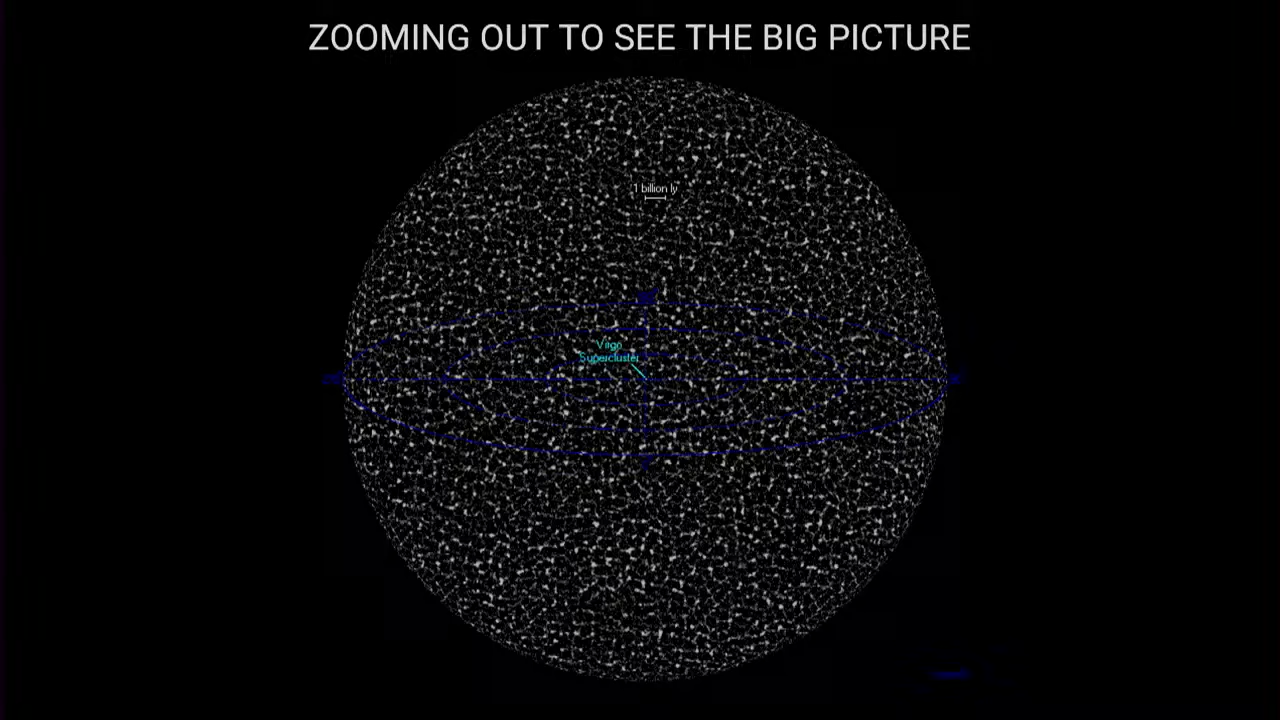 ZOOMING OUT TO SEE THE BIG PICTURE
1 billion ly
Virgo
Supercluster